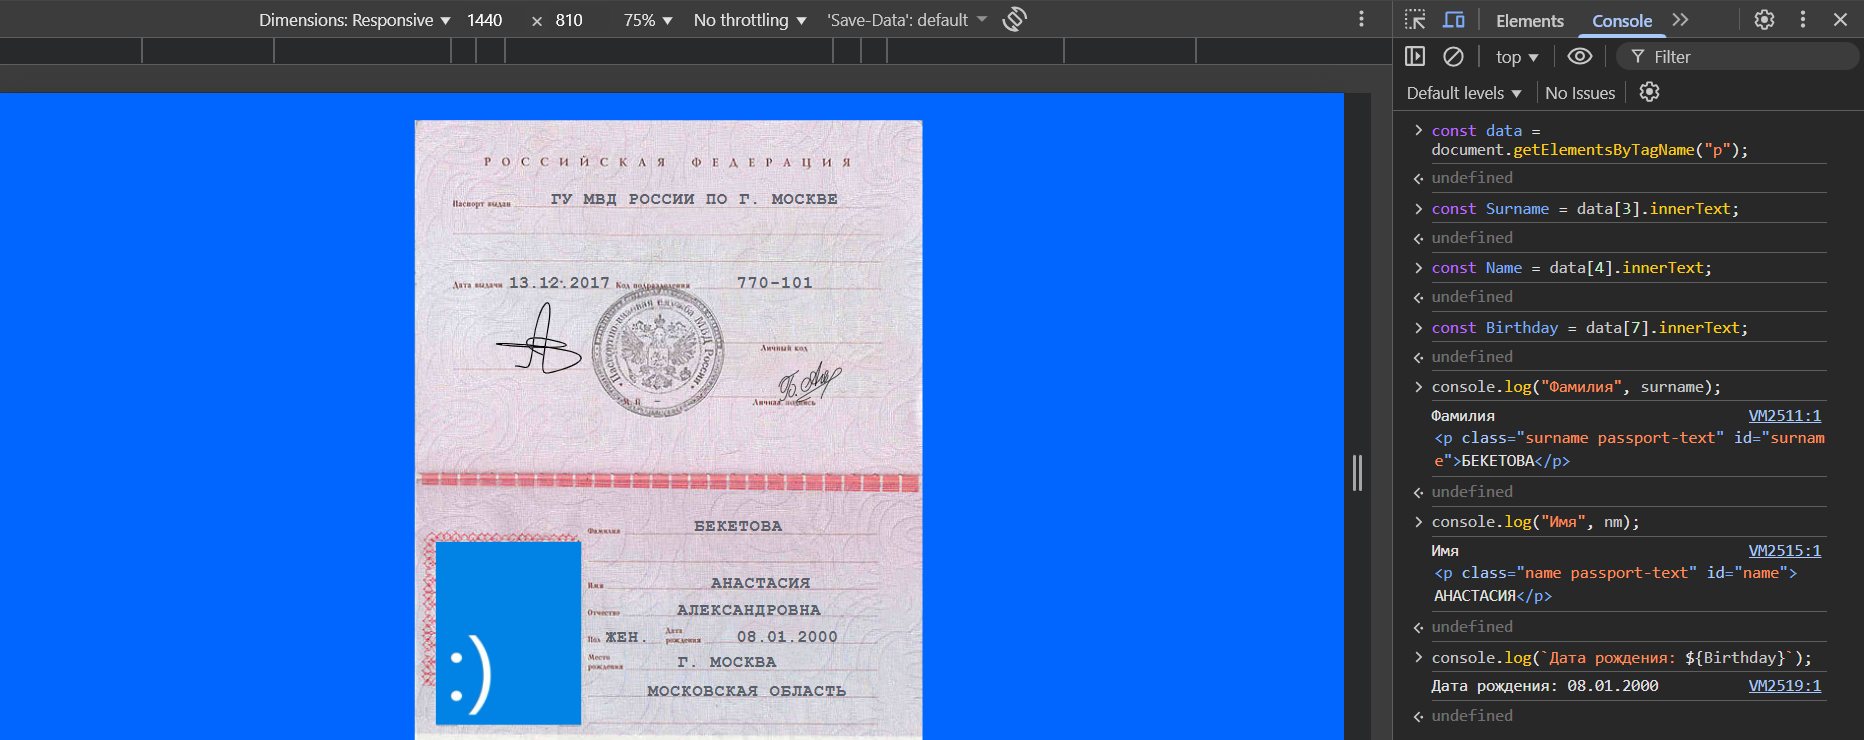 Dimensions: Responsive ▼ 1440 × 810 75% ▼ No throttling ▼ 'Save-Data': default ▼
Elements Console
top ▼ Filter
Default levels ▼ No Issues
РОССИЙСКАЯ ФЕДЕРАЦИЯ
Паспорт выдан ГУ МВД РОССИИ ПО Г. МОСКВЕ
Дата выдачи 13.12.2017 Код подразделения 770-101
Личный код
М. П.
Личная подпись
Фамилия БЕКЕТОВА
Имя АНАСТАСИЯ
Отчество АЛЕКСАНДРОВНА
Пол ЖЕН. Дата рождения 08.01.2000
Место рождения Г. МОСКВА
МОСКОВСКАЯ ОБЛАСТЬ
:)
> const data =
document.getElementsByTagName("p");
undefined
> const Surname = data[3].innerText;
undefined
> const Name = data[4].innerText;
undefined
> const Birthday = data[7].innerText;
undefined
> console.log("Фамилия", surname);
Фамилия VM2511:1
<p class="surname passport-text" id="surnam
e">БЕКЕТОВА</p>
undefined
> console.log("Имя", nm);
Имя VM2515:1
<p class="name passport-text" id="name">
АНАСТАСИЯ</p>
undefined
> console.log(`Дата рождения: ${Birthday}`);
Дата рождения: 08.01.2000 VM2519:1
undefined